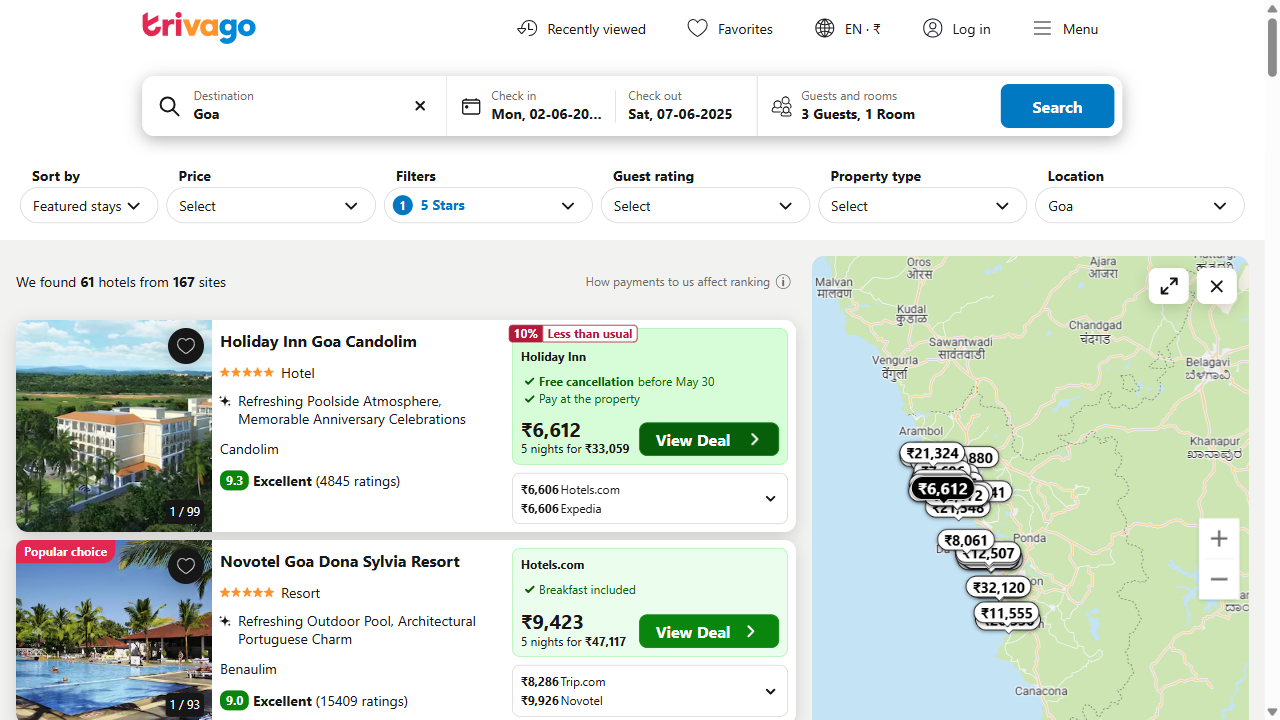 trivago
Recently viewed
Favorites
EN · ₹
Log in
Menu
Destination
Goa
Check in
Mon, 02-06-20...
Check out
Sat, 07-06-2025
Guests and rooms
3 Guests, 1 Room
Search
Sort by
Price
Filters
Guest rating
Property type
Location
Featured stays
Select
1 5 Stars
Select
Select
Goa
We found 61 hotels from 167 sites
How payments to us affect ranking
Holiday Inn Goa Candolim
Hotel
Refreshing Poolside Atmosphere,
Memorable Anniversary Celebrations
Candolim
9.3 Excellent (4845 ratings)
1 / 99
10% Less than usual
Holiday Inn
Free cancellation before May 30
Pay at the property
₹6,612
5 nights for ₹33,059
View Deal
₹6,606 Hotels.com
₹6,606 Expedia
Popular choice
Novotel Goa Dona Sylvia Resort
Resort
Refreshing Outdoor Pool, Architectural
Portuguese Charm
Benaulim
9.0 Excellent (15409 ratings)
1 / 93
Hotels.com
Breakfast included
₹9,423
5 nights for ₹47,117
View Deal
₹8,286 Trip.com
₹9,926 Novotel
Oros
ओरस
Ajara
आजरा
Malvan
मालवण
Kudal
कुडाळ
Chandgad
चंदगड
Sawantwadi
सावंतवाडी
Vengurla
वेंगुर्ला
Belagavi
ಬೆಳಗಾವಿ
Arambol
Khanapur
ಖಾನಾಪುರ
₹21,324
₹6,612
₹8,061
Ponda
₹12,507
₹32,120
₹11,555
Canacona